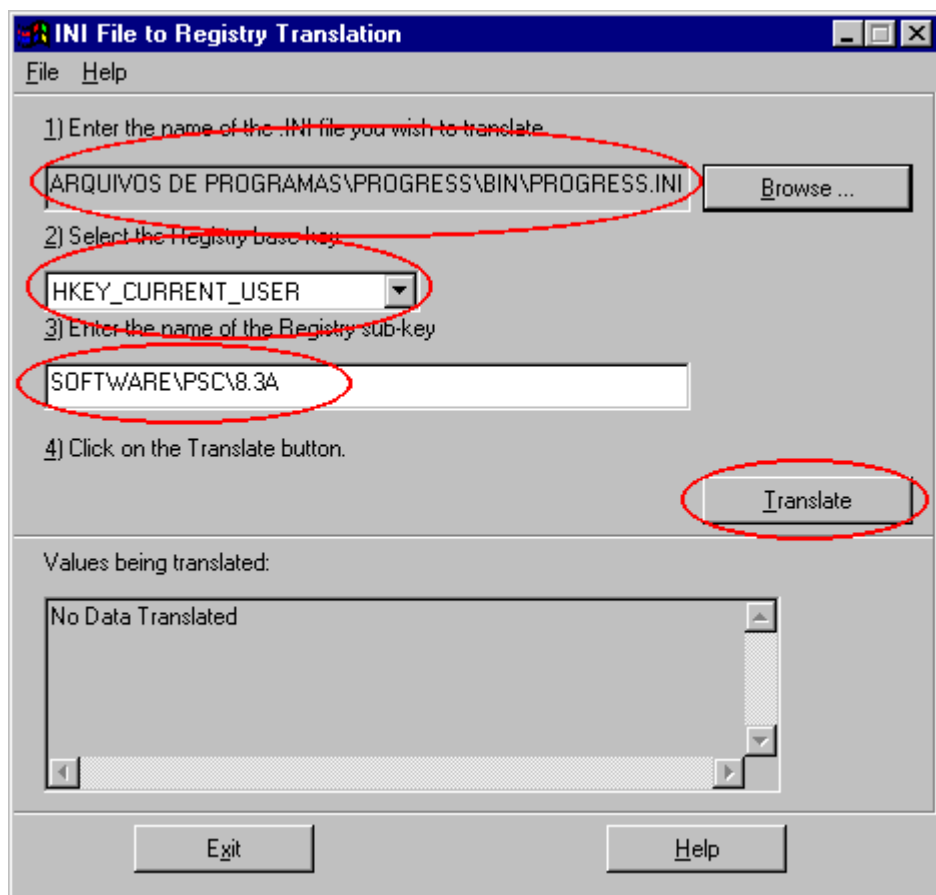 INI File to Registry Translation
File Help
1) Enter the name of the .INI file you wish to translate
ARQUIVOS DE PROGRAMAS\PROGRESS\BIN\PROGRESS.INI
Browse ...
2) Select the Registry base key
HKEY_CURRENT_USER
3) Enter the name of the Registry sub-key
SOFTWARE\PSC\8.3A
4) Click on the Translate button.
Translate
Values being translated:
No Data Translated
Exit Help